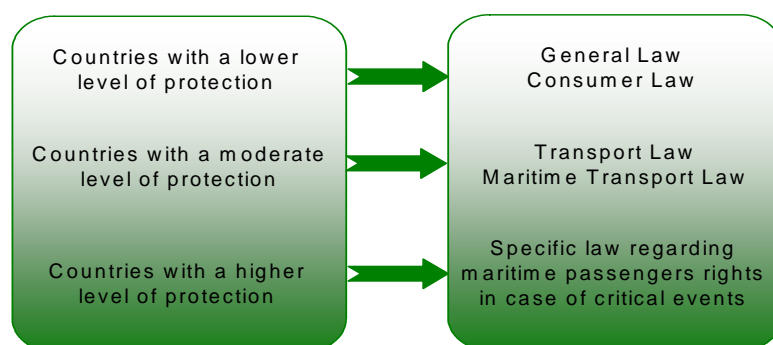 Countries with a lower
level of protection
General Law
Consumer Law
Countries with a moderate
level of protection
Transport Law
Maritime Transport Law
Countries with a higher
level of protection
Specific law regarding
maritime passengers rights
in case of critical events